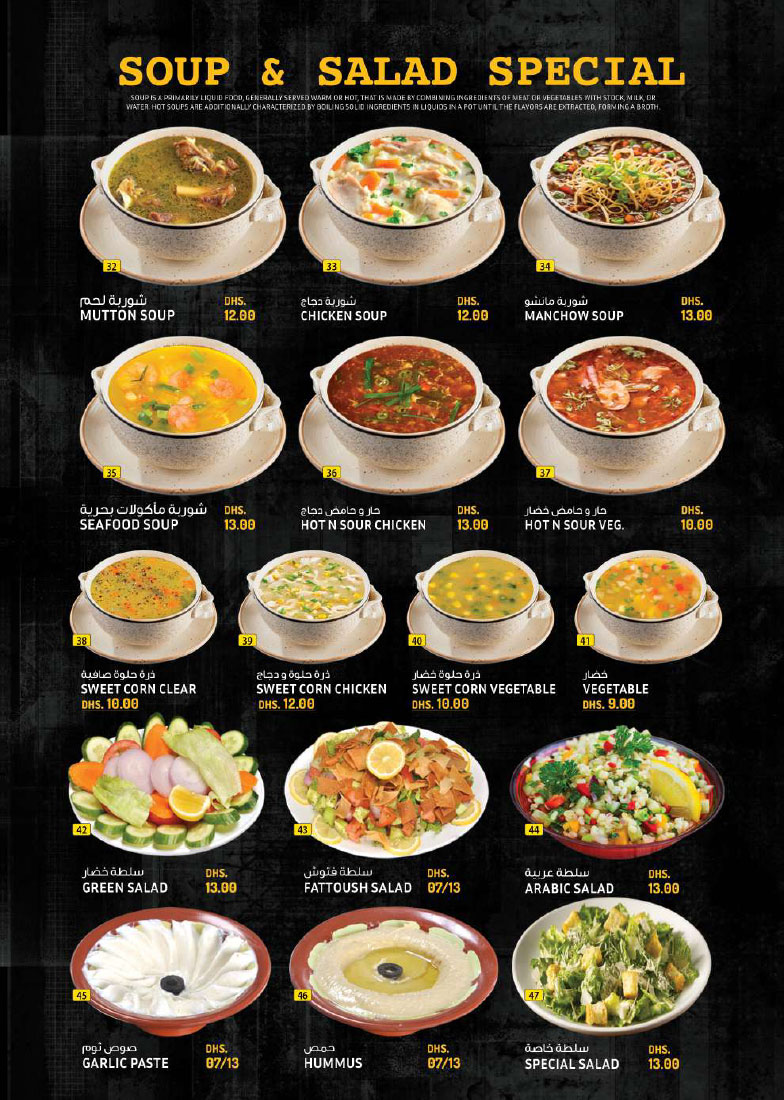 SOUP & SALAD SPECIAL
SOUP IS A PRIMARILY LIQUID FOOD, GENERALLY SERVED WARM OR HOT, THAT IS MADE BY COMBINING INGREDIENTS OF MEAT OR VEGETABLES WITH STOCK, MILK, OR
WATER. HOT SOUPS ARE ADDITIONALLY CHARACTERIZED BY BOILING SOLID INGREDIENTS IN LIQUIDS IN A POT UNTIL THE FLAVORS ARE EXTRACTED, FORMING A BROTH.
32
شوربة لحم
MUTTON SOUP
DHS.
12.00
33
شوربة دجاج
CHICKEN SOUP
DHS.
12.00
34
شوربة مانشو
MANCHOW SOUP
DHS.
13.00
35
شوربة مأكولات بحرية
SEAFOOD SOUP
DHS.
13.00
36
حار و حامض دجاج
HOT N SOUR CHICKEN
DHS.
13.00
37
حار و حامض خضار
HOT N SOUR VEG.
DHS.
10.00
38
ذرة حلوة صافية
SWEET CORN CLEAR
DHS. 10.00
39
ذرة حلوة و دجاج
SWEET CORN CHICKEN
DHS. 12.00
40
ذرة حلوة خضار
SWEET CORN VEGETABLE
DHS. 10.00
41
خضار
VEGETABLE
DHS. 9.00
42
سلطة خضار
GREEN SALAD
DHS.
13.00
43
سلطة فتوش
FATTOUSH SALAD
DHS.
07/13
44
سلطة عربية
ARABIC SALAD
DHS.
13.00
45
صوص ثوم
GARLIC PASTE
DHS.
07/13
46
حمص
HUMMUS
DHS.
07/13
47
سلطة خاصة
SPECIAL SALAD
DHS.
13.00